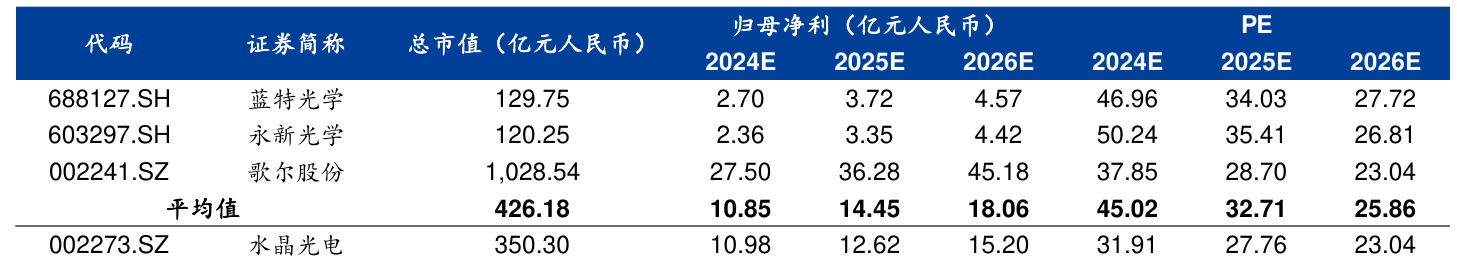 代码 证券简称 总市值（亿元人民币） 归母净利（亿元人民币） PE
2024E 2025E 2026E 2024E 2025E 2026E
688127.SH 蓝特光学 129.75 2.70 3.72 4.57 46.96 34.03 27.72
603297.SH 永新光学 120.25 2.36 3.35 4.42 50.24 35.41 26.81
002241.SZ 歌尔股份 1,028.54 27.50 36.28 45.18 37.85 28.70 23.04
平均值 426.18 10.85 14.45 18.06 45.02 32.71 25.86
002273.SZ 水晶光电 350.30 10.98 12.62 15.20 31.91 27.76 23.04